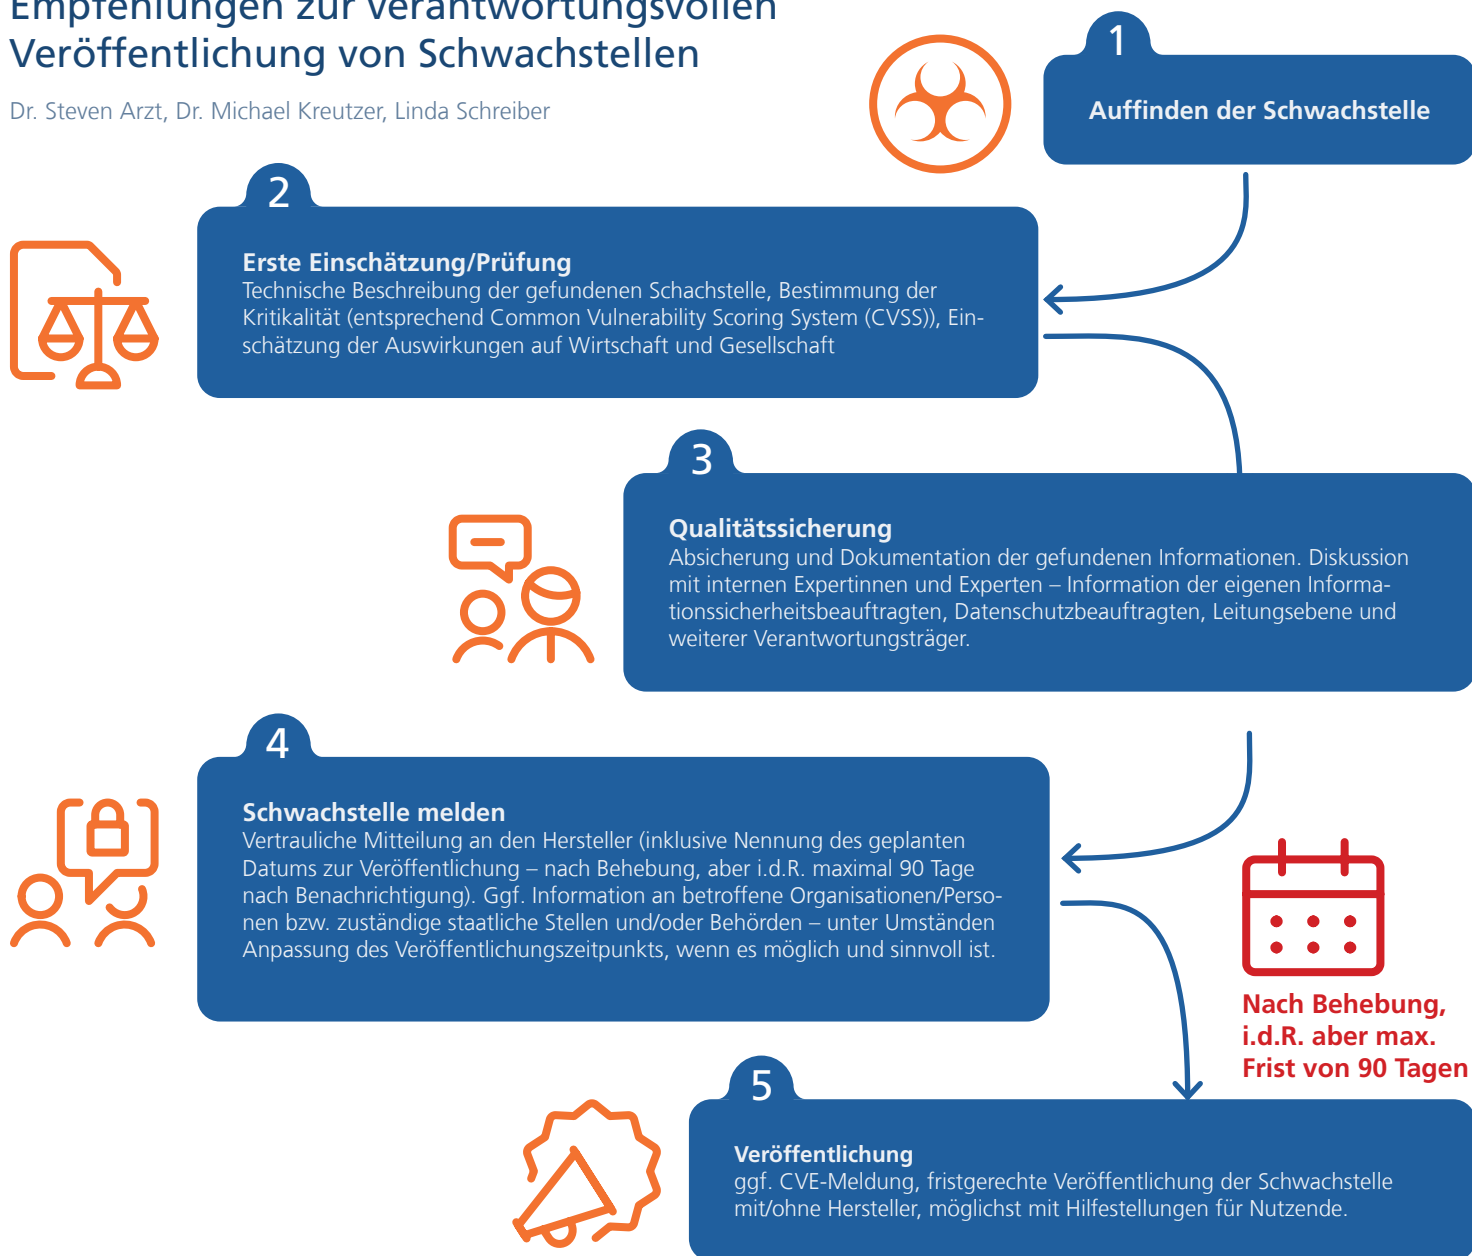 Empfehlungen zur verantwortungsvollen
Veröffentlichung von Schwachstellen
Dr. Steven Arzt, Dr. Michael Kreutzer, Linda Schreiber
1
Auffinden der Schwachstelle
2
Erste Einschätzung/Prüfung
Technische Beschreibung der gefundenen Schachstelle, Bestimmung der
Kritikalität (entsprechend Common Vulnerability Scoring System (CVSS)), Ein-
schätzung der Auswirkungen auf Wirtschaft und Gesellschaft
3
Qualitätssicherung
Absicherung und Dokumentation der gefundenen Informationen. Diskussion
mit internen Expertinnen und Experten – Information der eigenen Informa-
tionssicherheitsbeauftragten, Datenschutzbeauftragten, Leitungsebene und
weiterer Verantwortungsträger.
4
Schwachstelle melden
Vertrauliche Mitteilung an den Hersteller (inklusive Nennung des geplanten
Datums zur Veröffentlichung – nach Behebung, aber i.d.R. maximal 90 Tage
nach Benachrichtigung). Ggf. Information an betroffene Organisationen/Perso-
nen bzw. zuständige staatliche Stellen und/oder Behörden – unter Umständen
Anpassung des Veröffentlichungszeitpunkts, wenn es möglich und sinnvoll ist.
Nach Behebung,
i.d.R. aber max.
Frist von 90 Tagen
5
Veröffentlichung
ggf. CVE-Meldung, fristgerechte Veröffentlichung der Schwachstelle
mit/ohne Hersteller, möglichst mit Hilfestellungen für Nutzende.